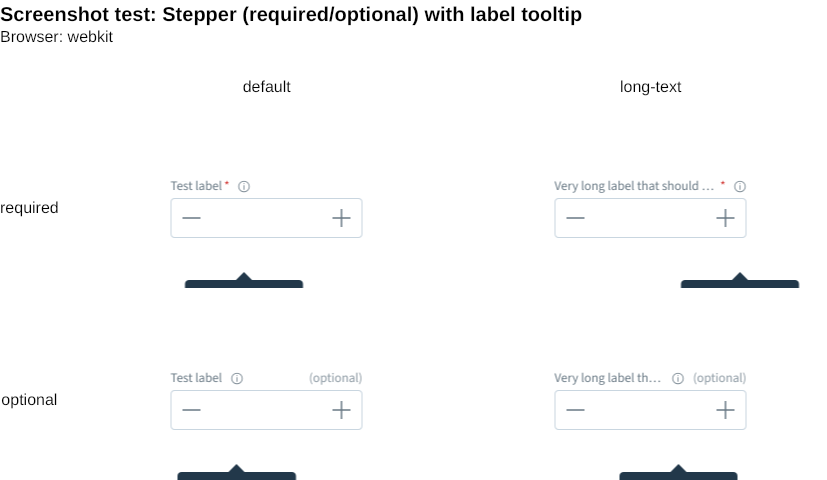 Screenshot test: Stepper (required/optional) with label tooltip
Browser: webkit
default long-text
required
Test label *
Very long label that should ... *
optional
Test label (optional)
Very long label th... (optional)